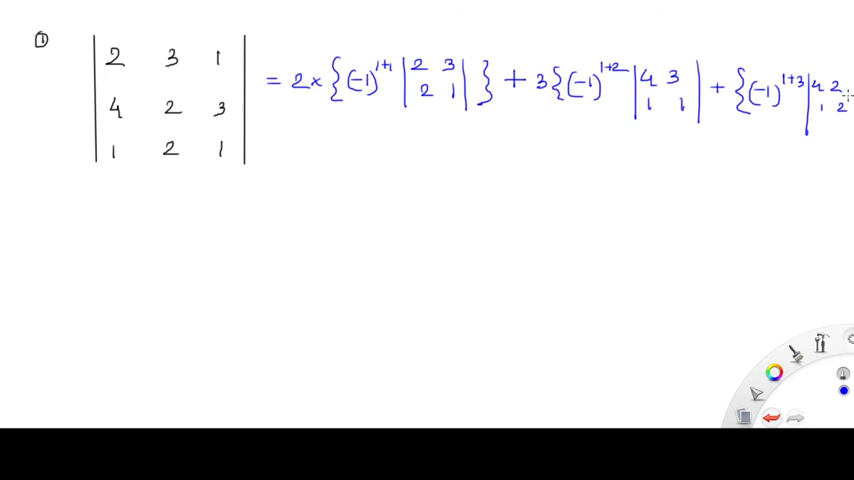 ① | 2 3 1 | = 2 × { (-1)^{1+1} | 2 3 | } + 3 { (-1)^{1+2} | 4 3 | + { (-1)^{1+3} | 4 2
| 4 2 3 | | 2 1 | | 1 1 | | 1 2
| 1 2 1 |